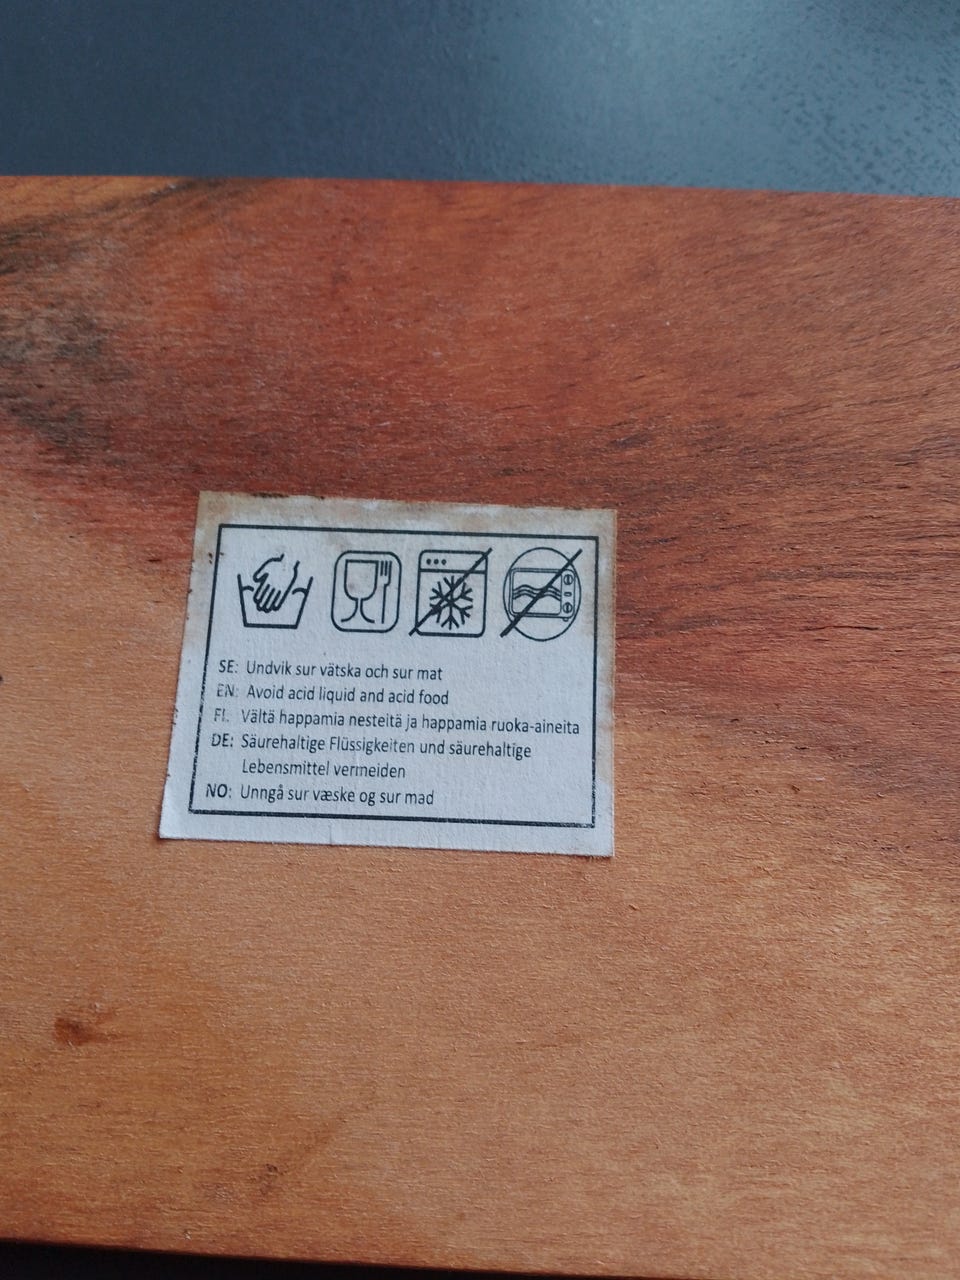 SE: Undvik sur vätska och sur mat
EN: Avoid acid liquid and acid food
FI. Vältä happamia nesteitä ja happamia ruoka-aineita
DE: Säurehaltige Flüssigkeiten und säurehaltige
Lebensmittel vermeiden
NO: Unngå sur væske og sur mad